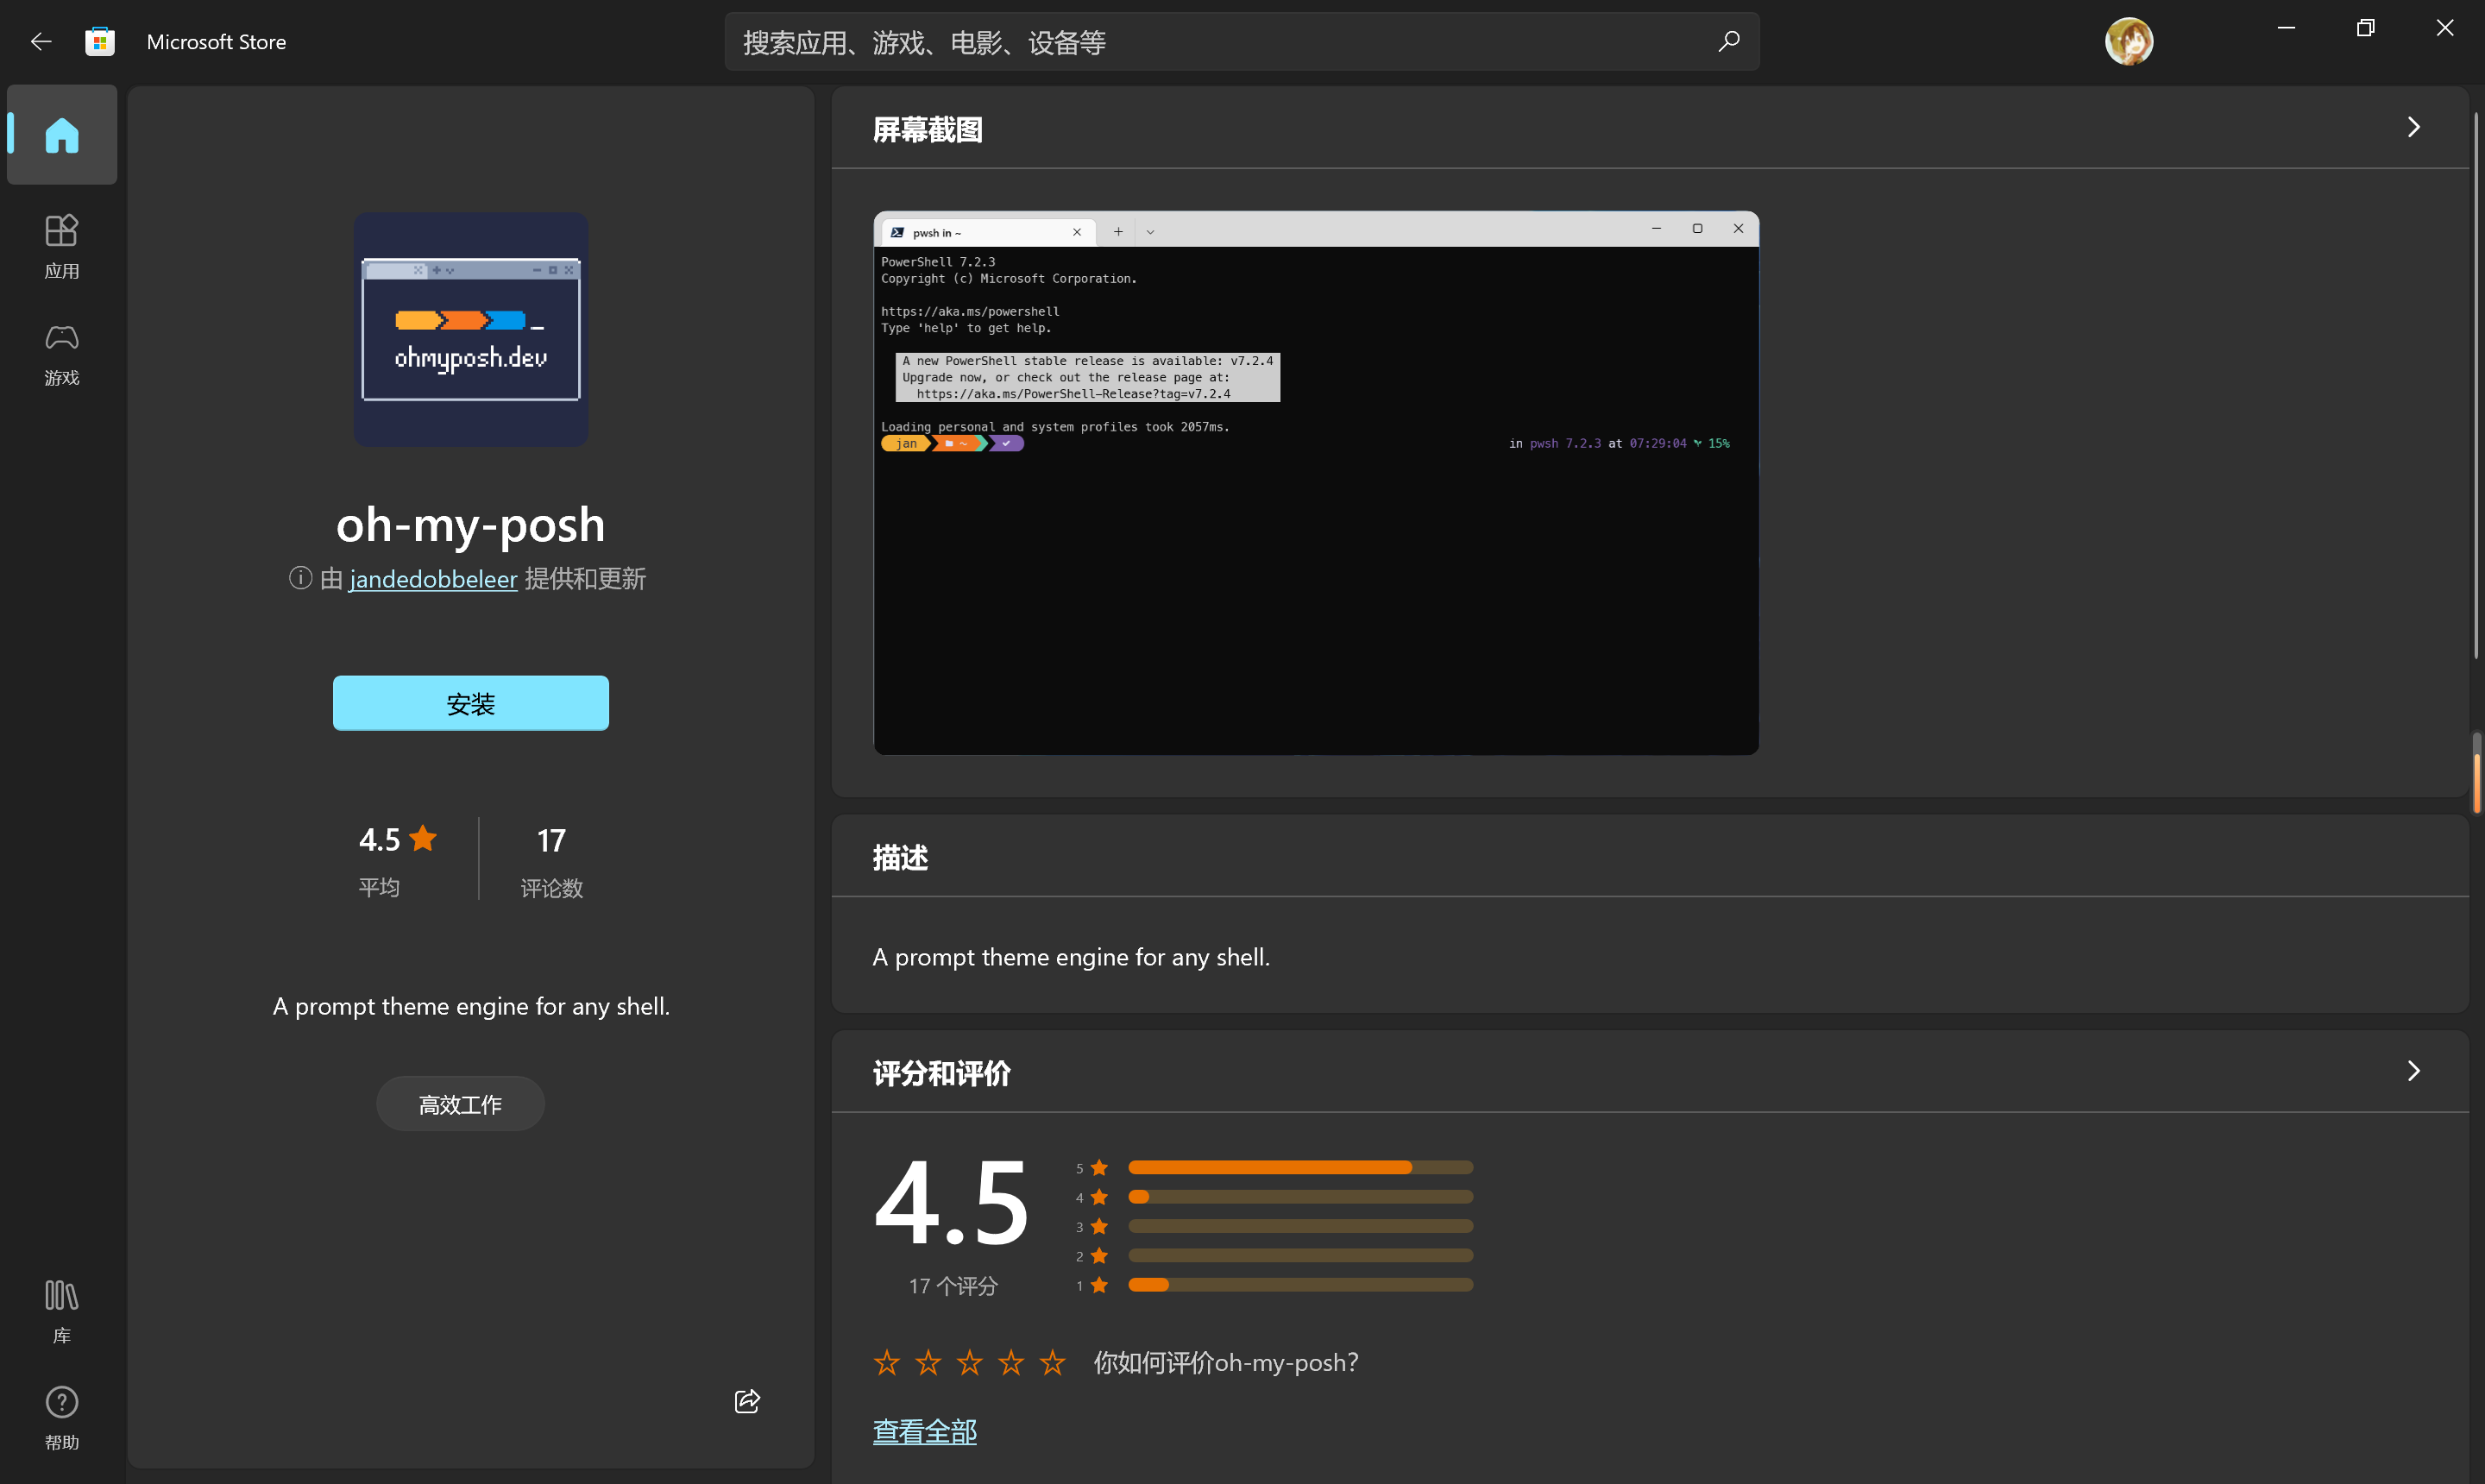 Microsoft Store
搜索应用、游戏、电影、设备等
应用
游戏
库
帮助
ohmyposh.dev
oh-my-posh
由 jandedobbeleer 提供和更新
安装
4.5
平均
17
评论数
A prompt theme engine for any shell.
高效工作
屏幕截图
pwsh in ~
PowerShell 7.2.3
Copyright (c) Microsoft Corporation.
https://aka.ms/powershell
Type 'help' to get help.
A new PowerShell stable release is available: v7.2.4
Upgrade now, or check out the release page at:
https://aka.ms/PowerShell-Release?tag=v7.2.4
Loading personal and system profiles took 2057ms.
jan ~ in pwsh 7.2.3 at 07:29:04 15%
描述
A prompt theme engine for any shell.
评分和评价
4.5
17 个评分
5
4
3
2
1
你如何评价oh-my-posh?
查看全部